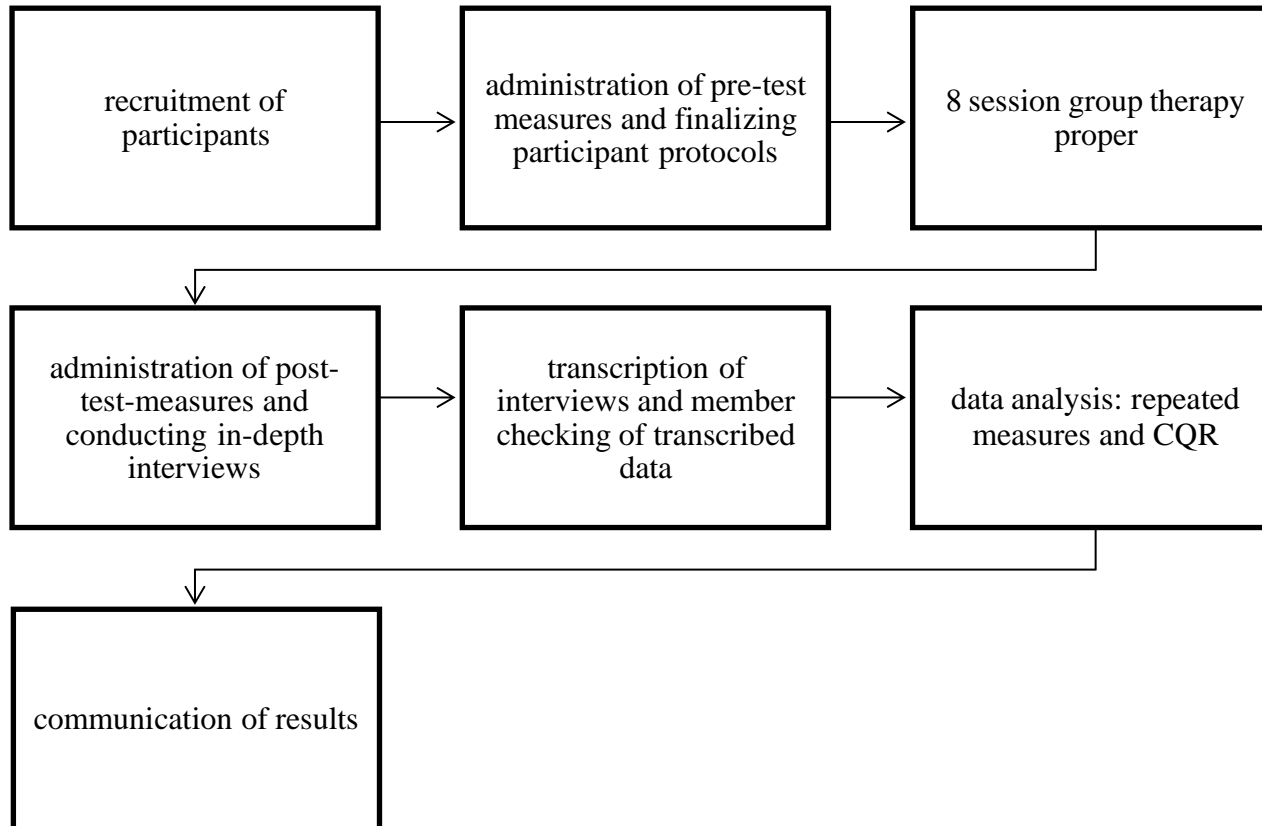 recruitment of
participants
administration of pre-test
measures and finalizing
participant protocols
8 session group therapy
proper
administration of post-
test-measures and
conducting in-depth
interviews
transcription of
interviews and member
checking of transcribed
data
data analysis: repeated
measures and CQR
communication of results